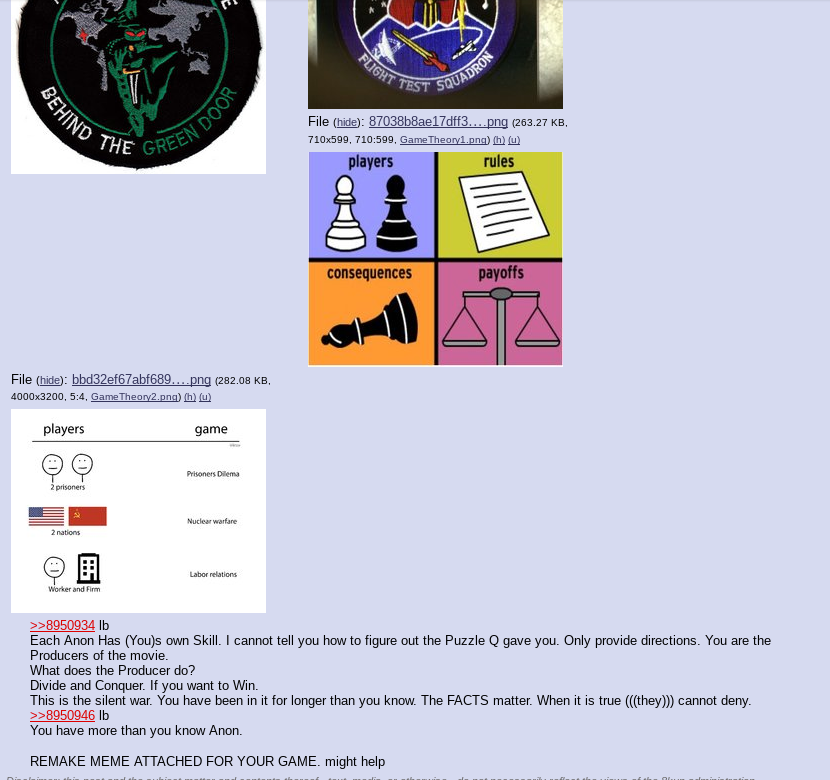 BEHIND THE GREEN DOOR
FLIGHT TEST SQUADRON
File (hide): 87038b8ae17dff3….png (263.27 KB,
710x599, 710:599, GameTheory1.png) (h) (u)
players
rules
consequences
payoffs
File (hide): bbd32ef67abf689….png (282.08 KB,
4000x3200, 5:4, GameTheory2.png) (h) (u)
players game
2 prisoners
Prisoners Dilema
2 nations
Nuclear warfare
Worker and Firm
Labor relations
>>8950934 lb
Each Anon Has (You)s own Skill. I cannot tell you how to figure out the Puzzle Q gave you. Only provide directions. You are the
Producers of the movie.
What does the Producer do?
Divide and Conquer. If you want to Win.
This is the silent war. You have been in it for longer than you know. The FACTS matter. When it is true (((they))) cannot deny.
>>8950946 lb
You have more than you know Anon.
REMAKE MEME ATTACHED FOR YOUR GAME. might help